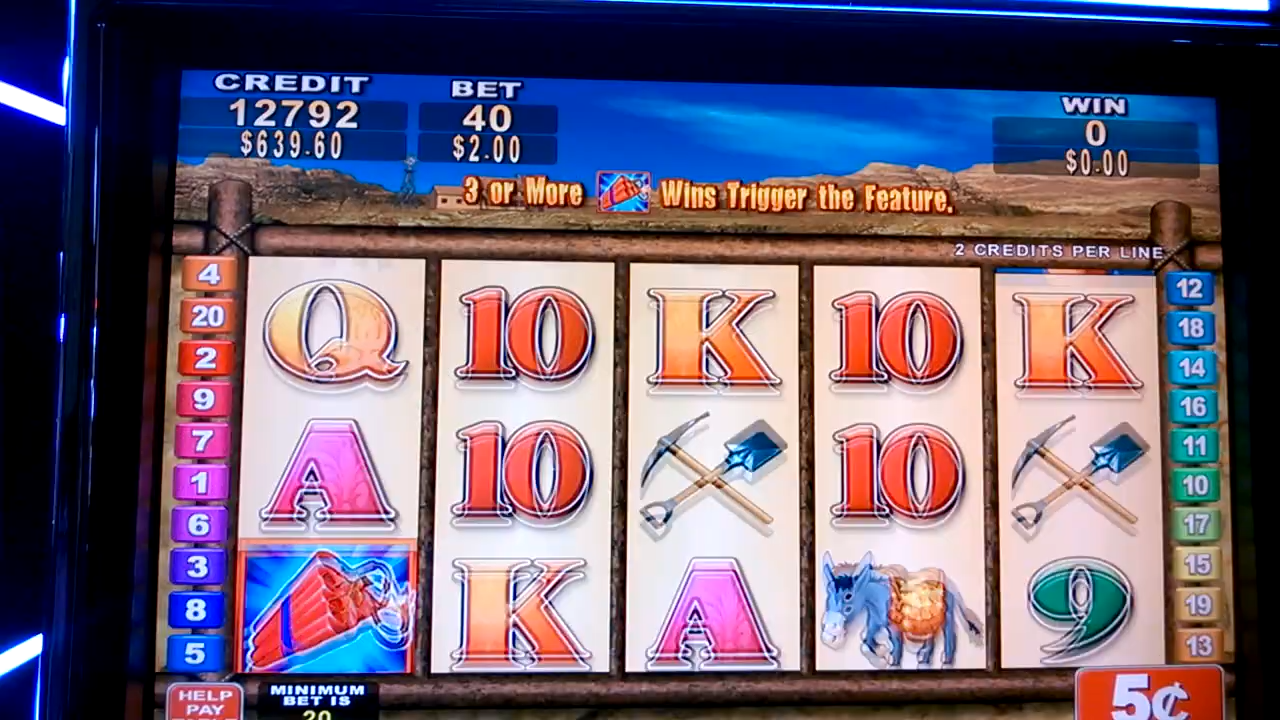 CREDIT
12792
$639.60
BET
40
$2.00
WIN
0
$0.00
3 or More Wins Trigger the Feature.
2 CREDITS PER LINE
4
20
2
9
7
1
6
3
8
5
Q 10 K 10 K
A 10 10
K A 9
12
18
14
16
11
10
17
15
19
13
HELP
PAY
MINIMUM
BET IS
20
5¢